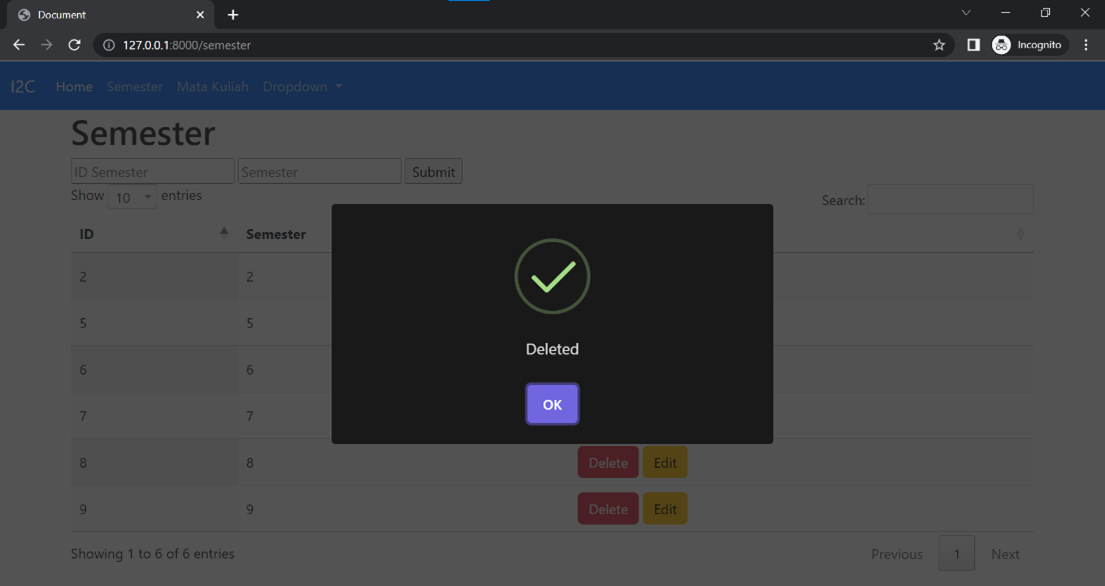 Document
127.0.0.1:8000/semester
Incognito
I2C Home Semester Mata Kuliah Dropdown
Semester
ID Semester Semester Submit
Show 10 entries
Search:
ID Semester
2 2
5 5
6 6
7 7
Deleted
OK
8 8 Delete Edit
9 9 Delete Edit
Showing 1 to 6 of 6 entries
Previous 1 Next